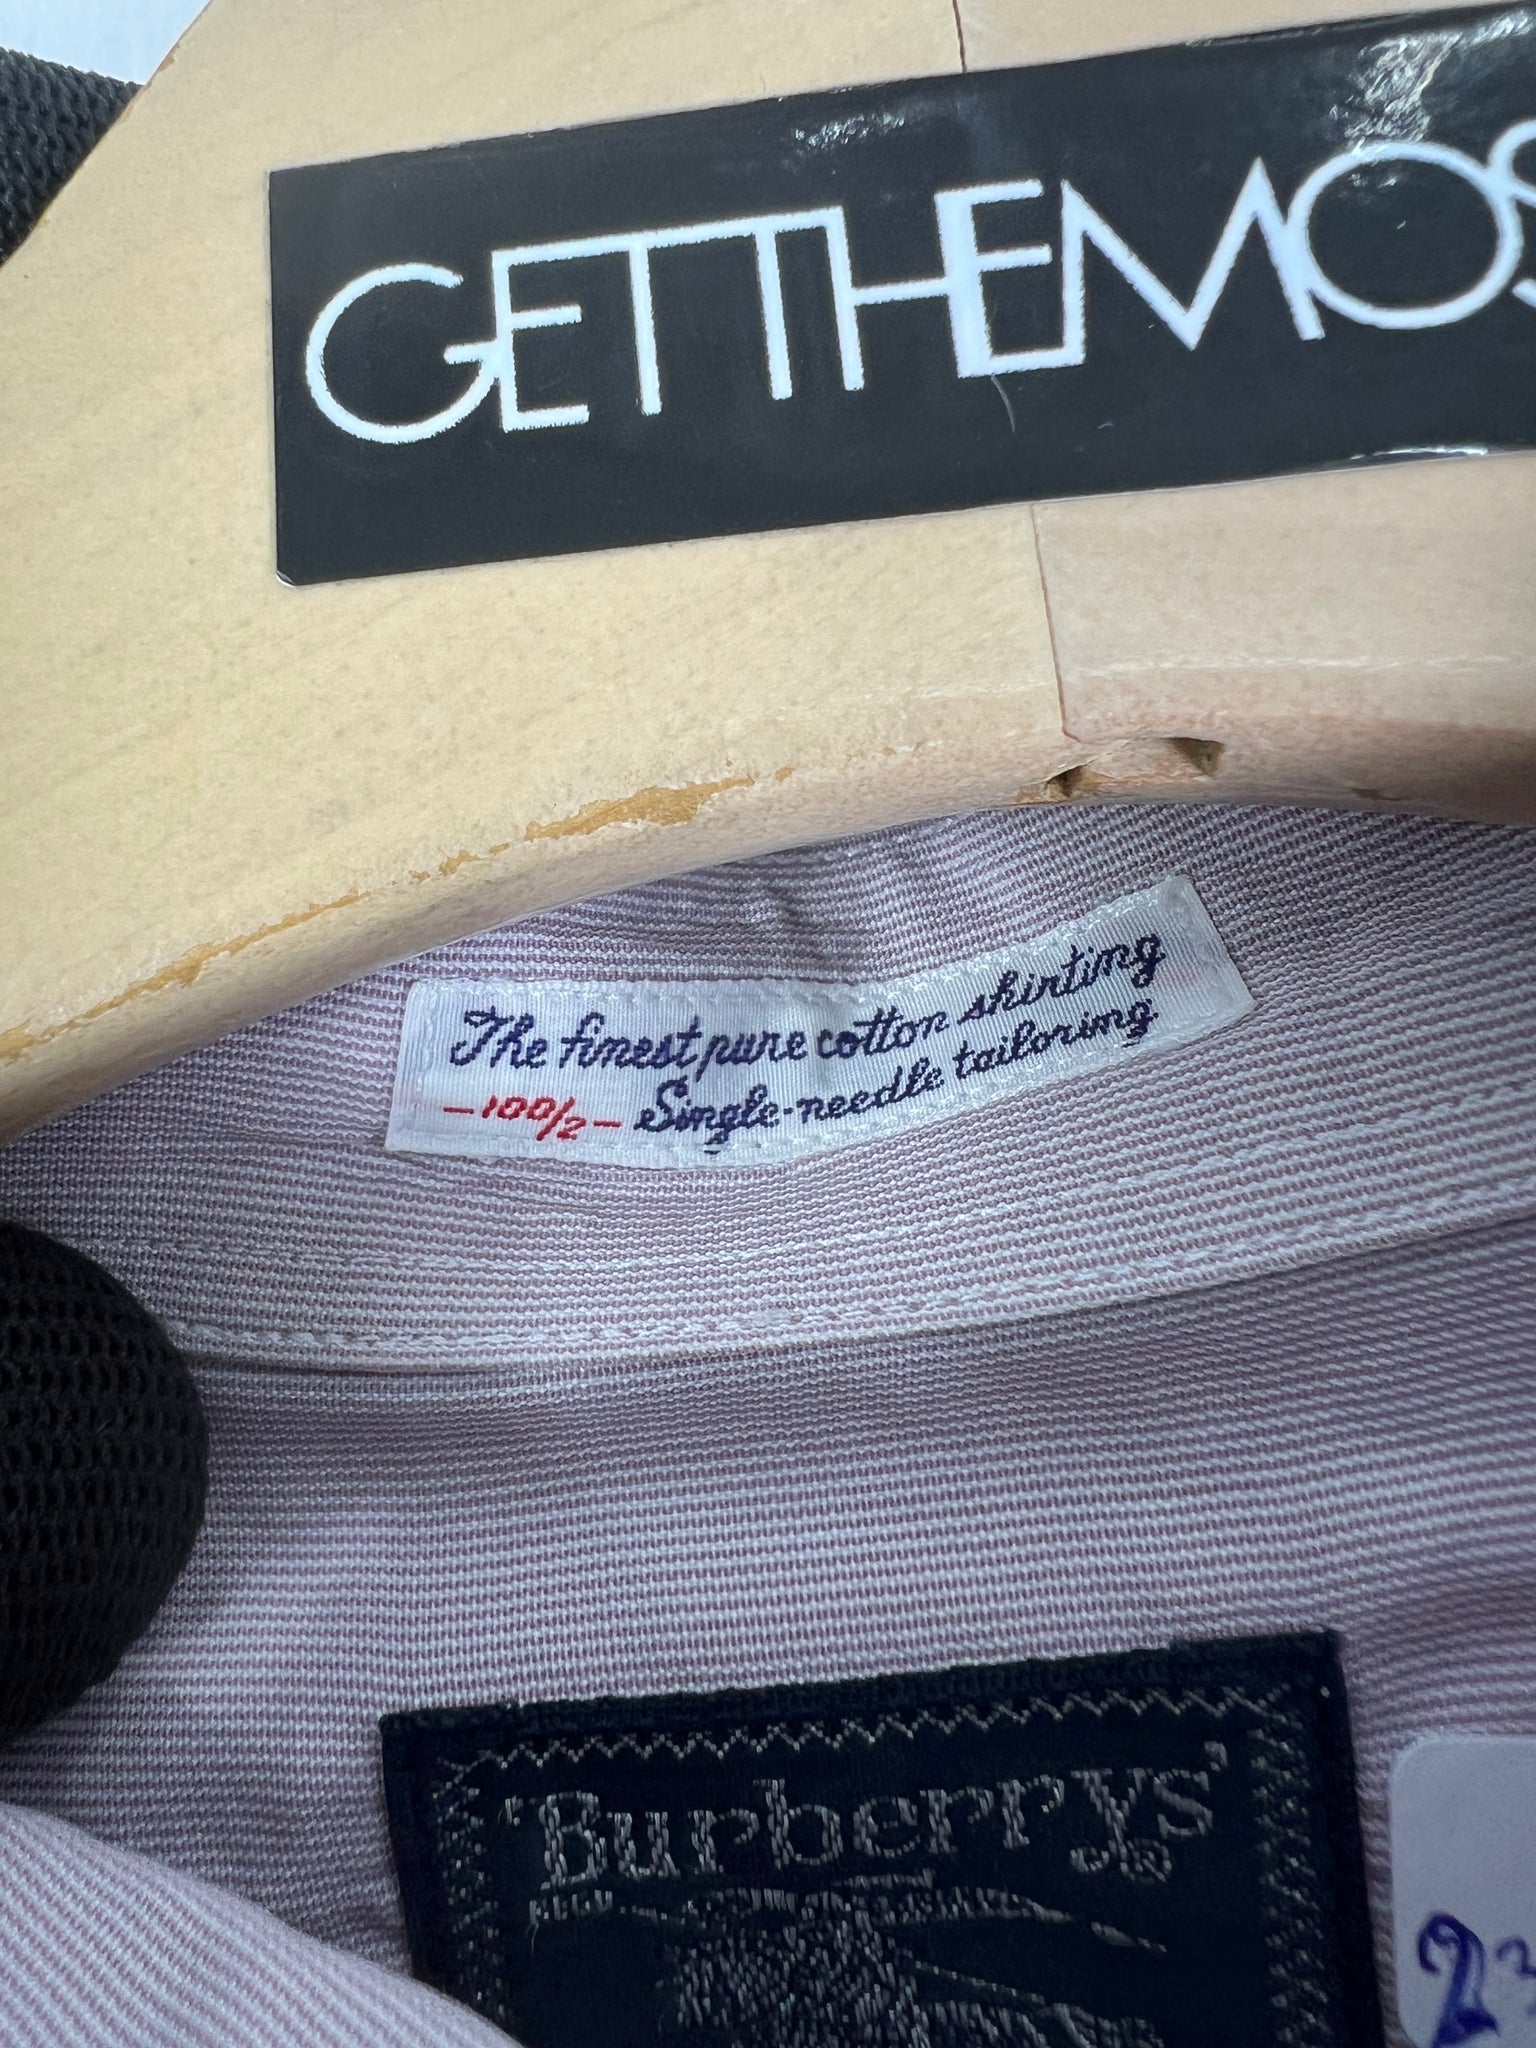 GETTHEMOS
The finest pure cotton shirting
-100/2- Single-needle tailoring
Burberrys'